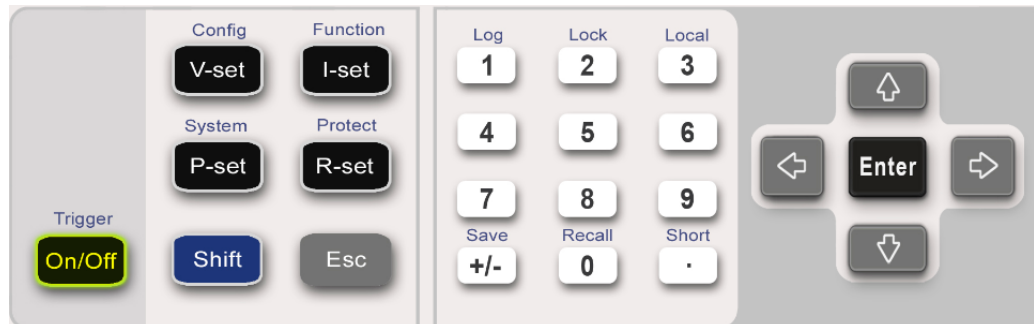 Config Function Log Lock Local
V-set I-set 1 2 3
System Protect
P-set R-set 4 5 6 Enter
7 8 9
Trigger Save Recall Short
On/Off Shift Esc +/- 0 .